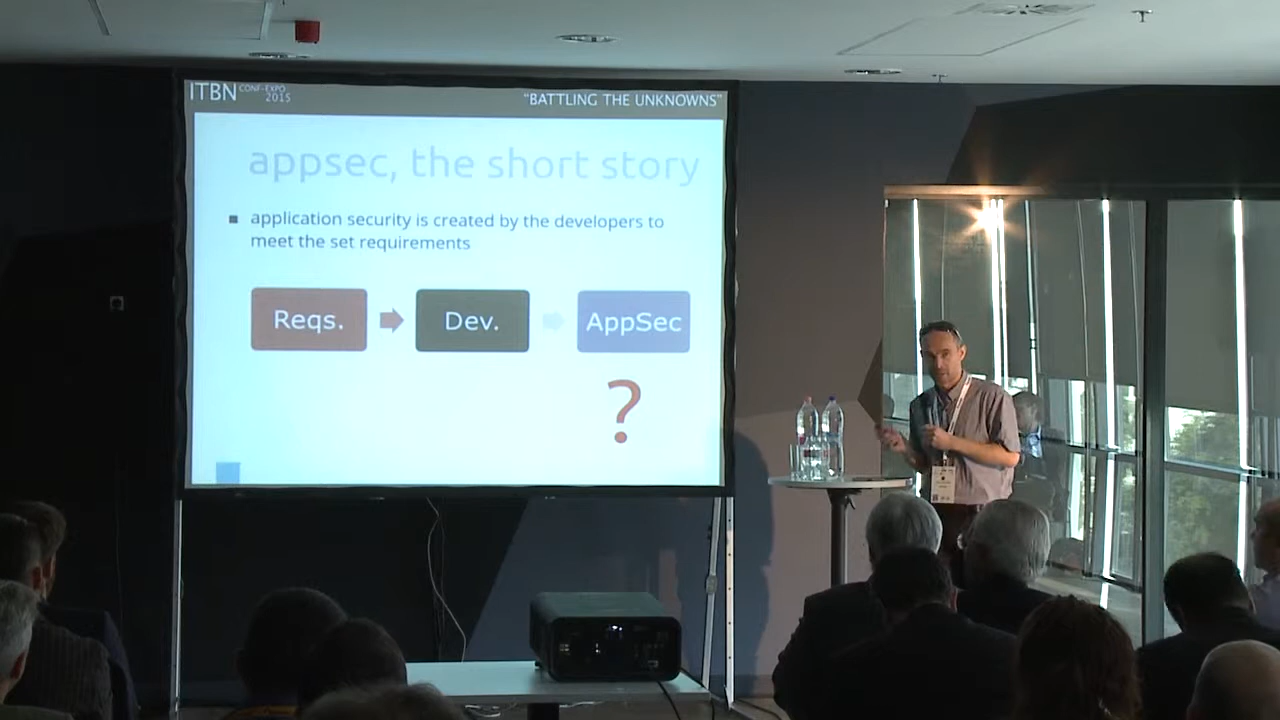 ITBN CONF-EXPO 2015
"BATTLING THE UNKNOWNS"
appsec, the short story
application security is created by the developers to
meet the set requirements
Reqs.
Dev.
AppSec
?